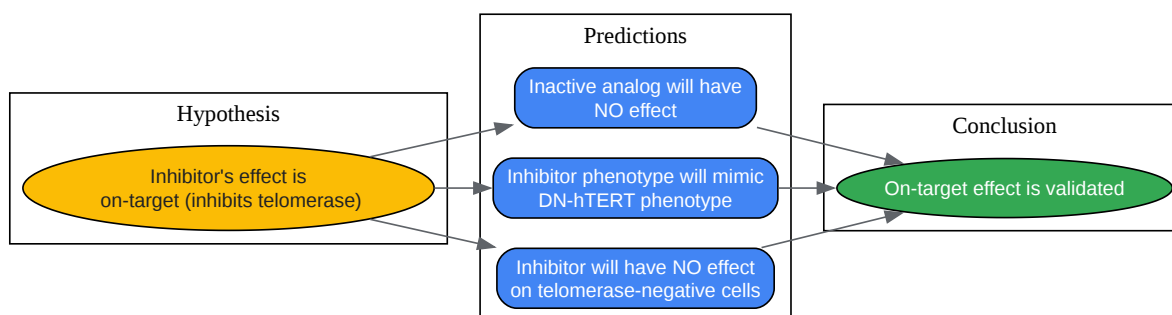 Hypothesis
Inhibitor's effect is
on-target (inhibits telomerase)
Predictions
Inactive analog will have
NO effect
Inhibitor phenotype will mimic
DN-hTERT phenotype
Inhibitor will have NO effect
on telomerase-negative cells
Conclusion
On-target effect is validated